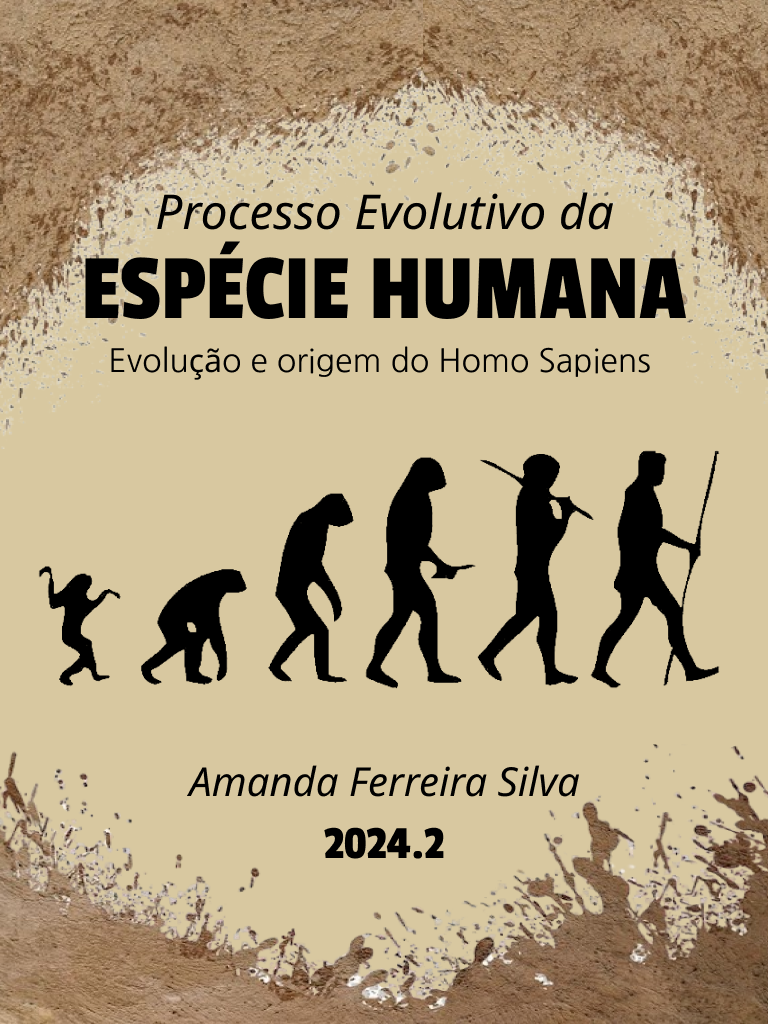 Processo Evolutivo da
ESPÉCIE HUMANA
Evolução e origem do Homo Sapiens
Amanda Ferreira Silva
2024.2